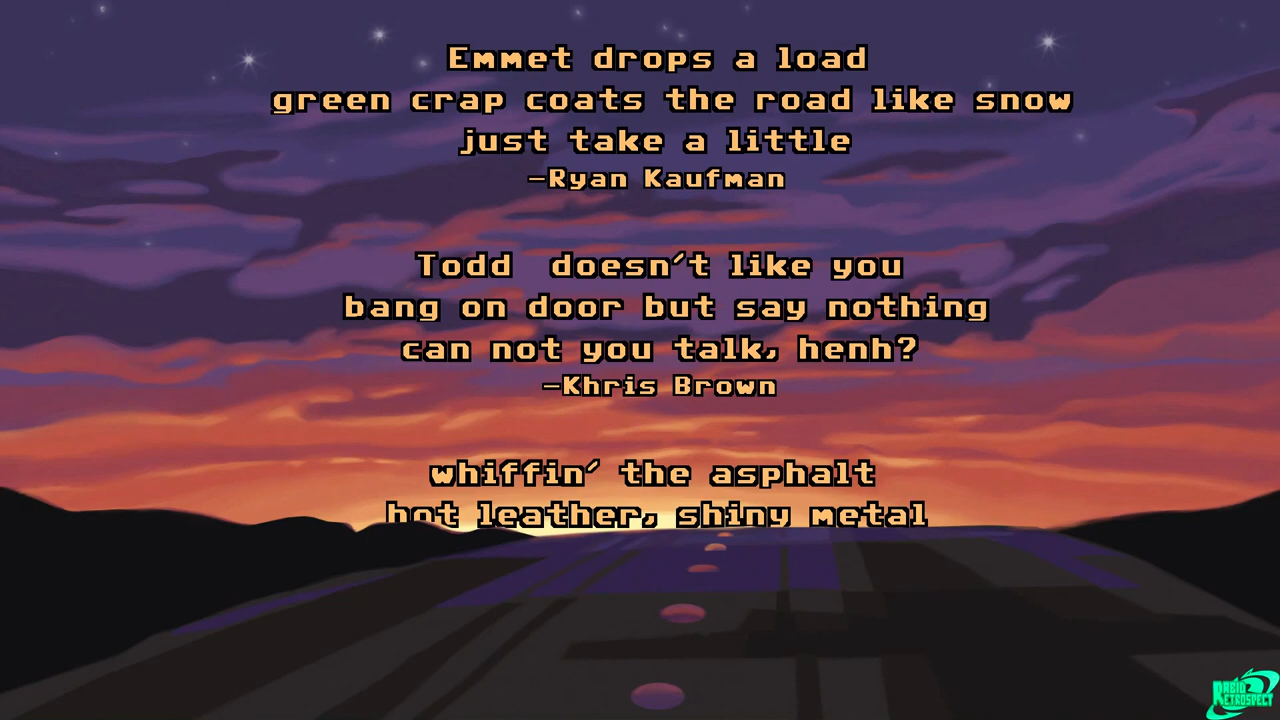 Emmet drops a load
green crap coats the road like snow
just take a little
-Ryan Kaufman
Todd doesn't like you
bang on door but say nothing
can not you talk, henh?
-Khris Brown
whiffin' the asphalt
hot leather, shiny metal
RABID
RETROSPECT